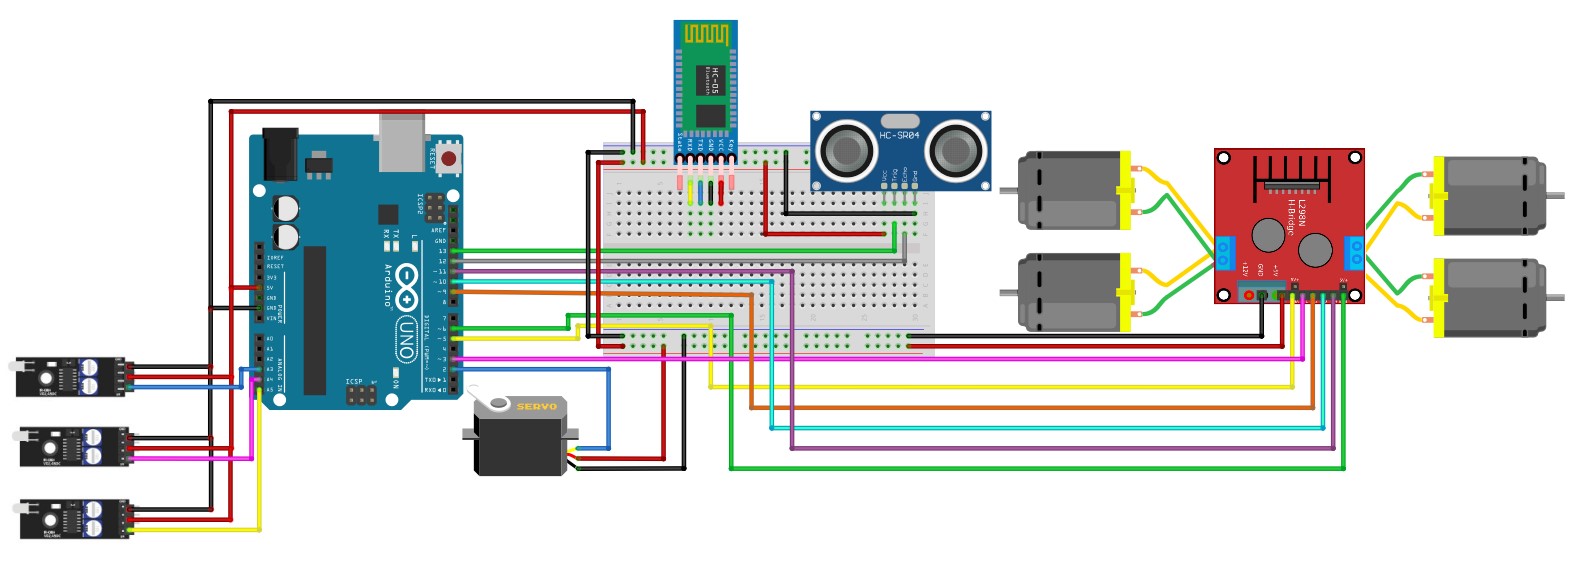 HC-05
Bluetooth
State
RXD
TXD
GND
VCC
Key
HC-SR04
Vcc
Trig
Echo
Gnd
RESET
ICSP2
AREF
GND
13
12
~11
~10
~9
8
7
~6
~5
4
~3
2
TXD▸1
RXD◂0
DIGITAL (PWM~)
RX
TX
L
Arduino
UNO
ON
ICSP
IOREF
RESET
3V3
5V
GND
GND
VIN
POWER
A0
A1
A2
A3
A4
A5
ANALOG IN
SERVO
L298N
H-Bridge
+12V
GND
+5V